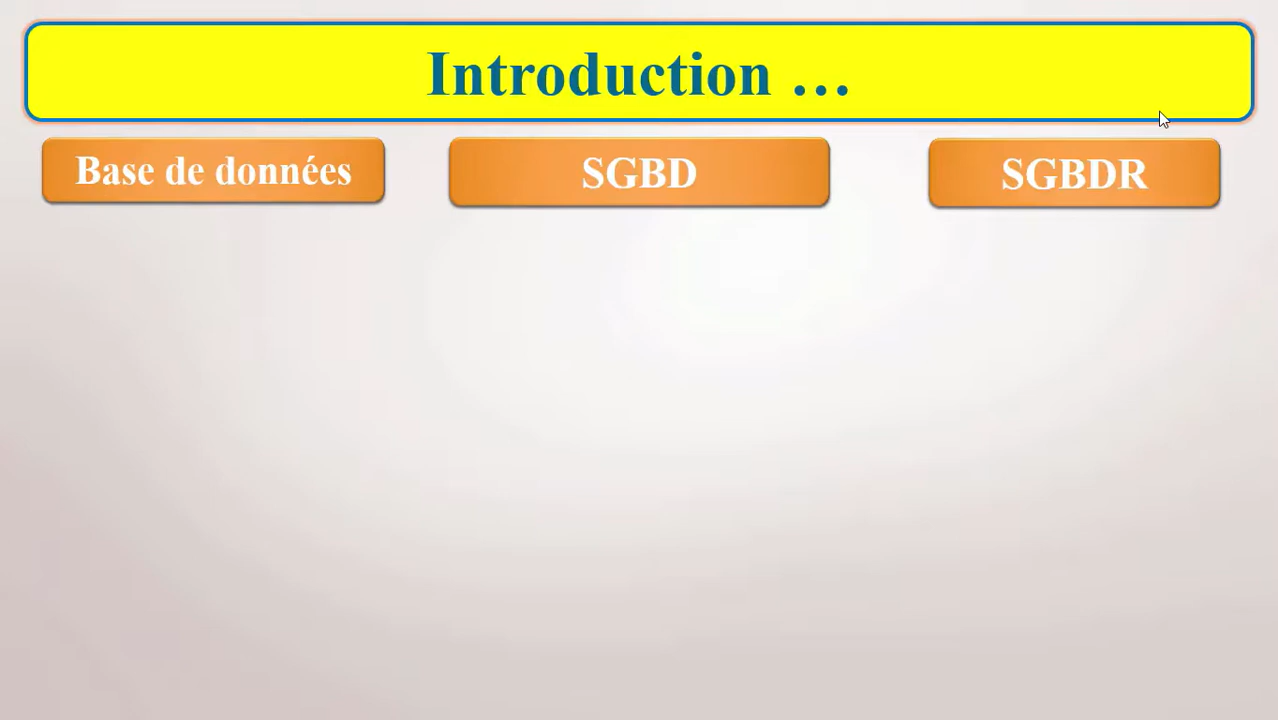 Introduction …
Base de données
SGBD
SGBDR